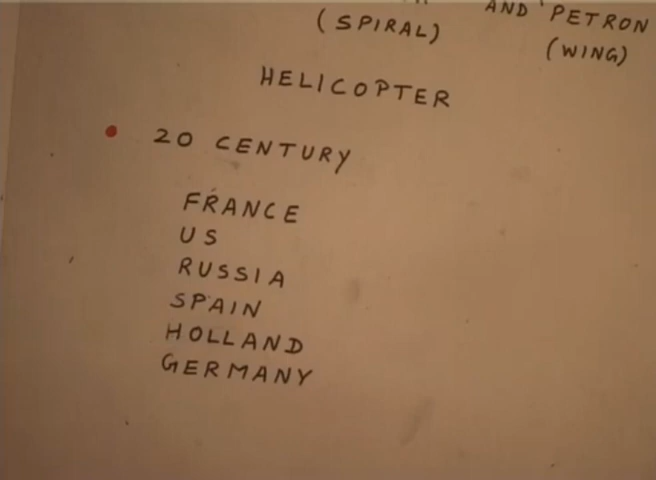 AND PETRON
(SPIRAL) (WING)
HELICOPTER
20 CENTURY
FRANCE
US
RUSSIA
SPAIN
HOLLAND
GERMANY